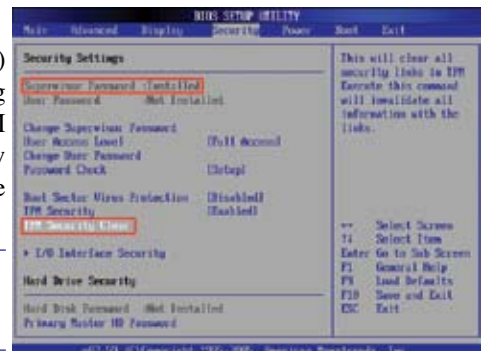 BIOS SETUP UTILITY
Main Advanced Display Security Power Boot Exit
Security Settings
Supervisor Password :Installed
User Password :Not Installed
Change Supervisor Password
User Access Level [Full Access]
Change User Password
Password Check [Setup]
Boot Sector Virus Protection [Disabled]
TPM Security [Enabled]
TPM Security Clear
▸ I/O Interface Security
Hard Drive Security
Hard Disk Password :Not Installed
Primary Master HD Password
This will clear all
security links in TPM
Execute this command
will invalidate all
information with the
links.
↔ Select Screen
↑↓ Select Item
Enter Go to Sub Screen
F1 General Help
F9 Load Defaults
F10 Save and Exit
ESC Exit
American Megatrends, Inc.